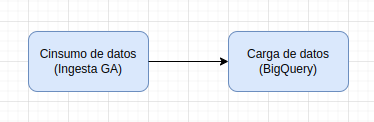 Cinsumo de datos
(Ingesta GA)
Carga de datos
(BigQuery)